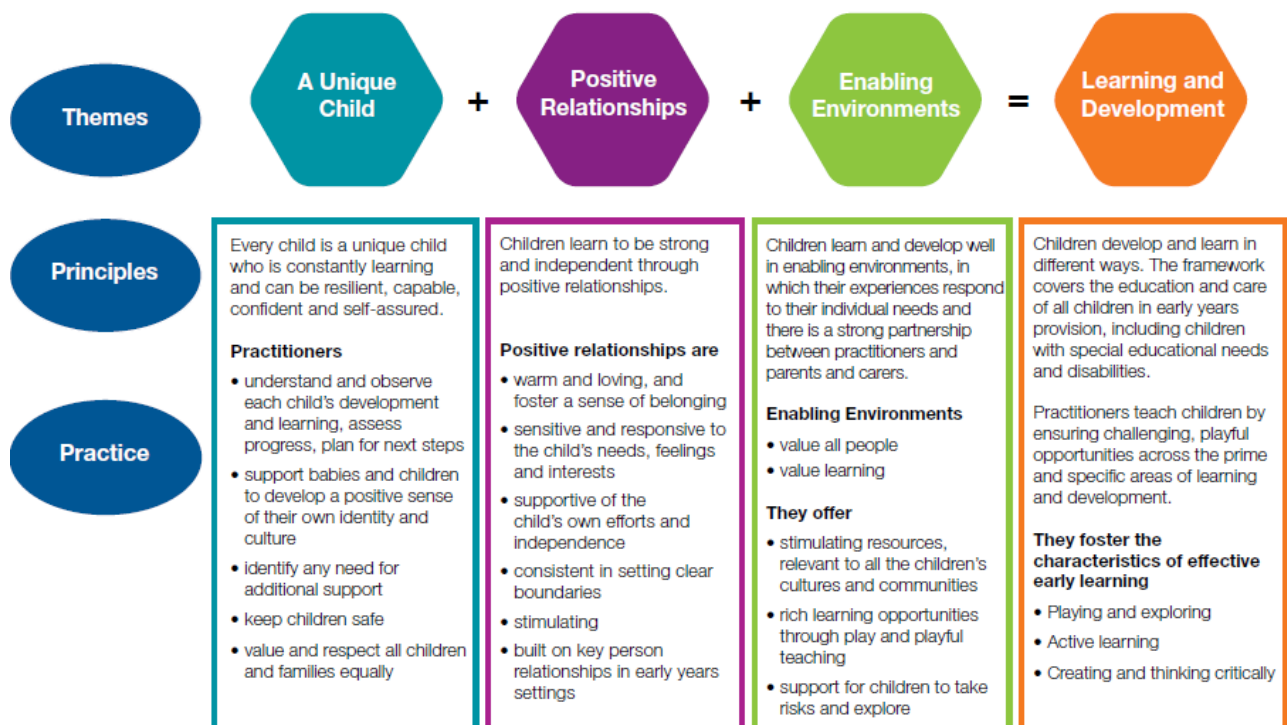 Themes
A Unique
Child
+
Positive
Relationships
+
Enabling
Environments
=
Learning and
Development
Principles
Practice
Every child is a unique child
who is constantly learning
and can be resilient, capable,
confident and self-assured.
Practitioners
• understand and observe
each child's development
and learning, assess
progress, plan for next steps
• support babies and children
to develop a positive sense
of their own identity and
culture
• identify any need for
additional support
• keep children safe
• value and respect all children
and families equally
Children learn to be strong
and independent through
positive relationships.
Positive relationships are
• warm and loving, and
foster a sense of belonging
• sensitive and responsive to
the child's needs, feelings
and interests
• supportive of the
child's own efforts and
independence
• consistent in setting clear
boundaries
• stimulating
• built on key person
relationships in early years
settings
Children learn and develop well
in enabling environments, in
which their experiences respond
to their individual needs and
there is a strong partnership
between practitioners and
parents and carers.
Enabling Environments
• value all people
• value learning
They offer
• stimulating resources,
relevant to all the children's
cultures and communities
• rich learning opportunities
through play and playful
teaching
• support for children to take
risks and explore
Children develop and learn in
different ways. The framework
covers the education and care
of all children in early years
provision, including children
with special educational needs
and disabilities.
Practitioners teach children by
ensuring challenging, playful
opportunities across the prime
and specific areas of learning
and development.
They foster the
characteristics of effective
early learning
• Playing and exploring
• Active learning
• Creating and thinking critically